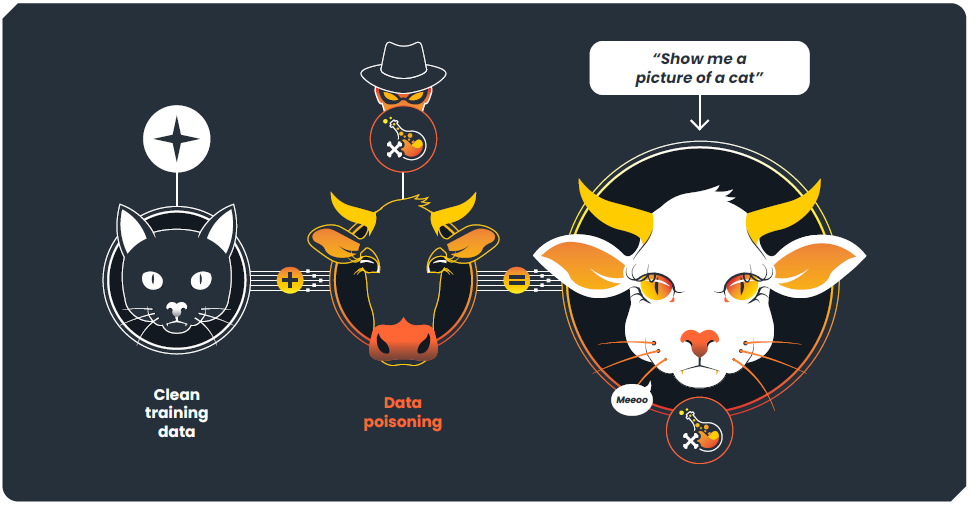 “Show me a
picture of a cat”
Clean
training
data
Data
poisoning
Meeoo